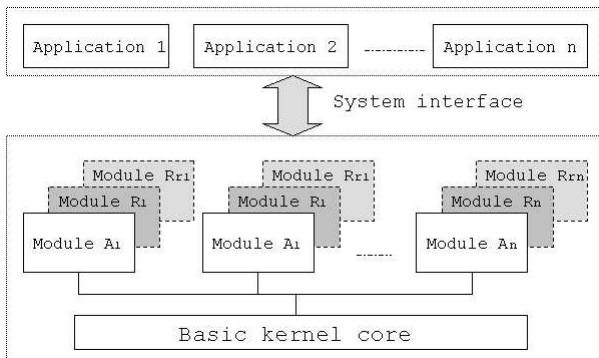 Application 1
Application 2
Application n
System interface
Module Rr1
Module Rr1
Module Rrn
Module R1
Module R1
Module Rn
Module A1
Module A1
Module An
Basic kernel core